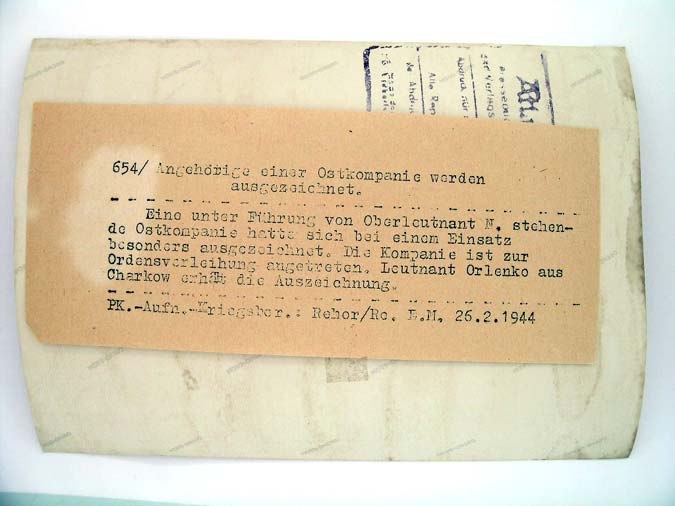 654/ Angehörige einer Ostkompanie werden
ausgezeichnet.
Eine unter Führung von Oberleutnant N. stehen-
de Ostkompanie hatte sich bei einem Einsatz
besonders ausgezeichnet. Die Kompanie ist zur
Ordensverleihung angetreten. Leutnant Orlenko aus
Charkow erhält die Auszeichnung.
PK.-Aufn.-Kriegsber.: Rehor/Rc. E.M. 26.2.1944